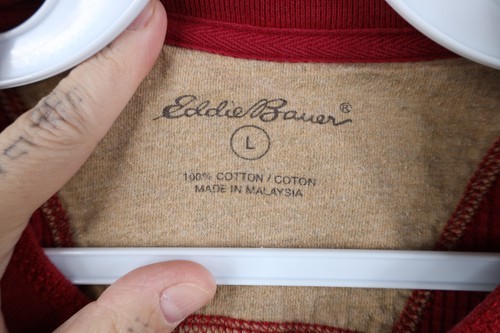 Eddie Bauer®
L
100% COTTON / COTON
MADE IN MALAYSIA